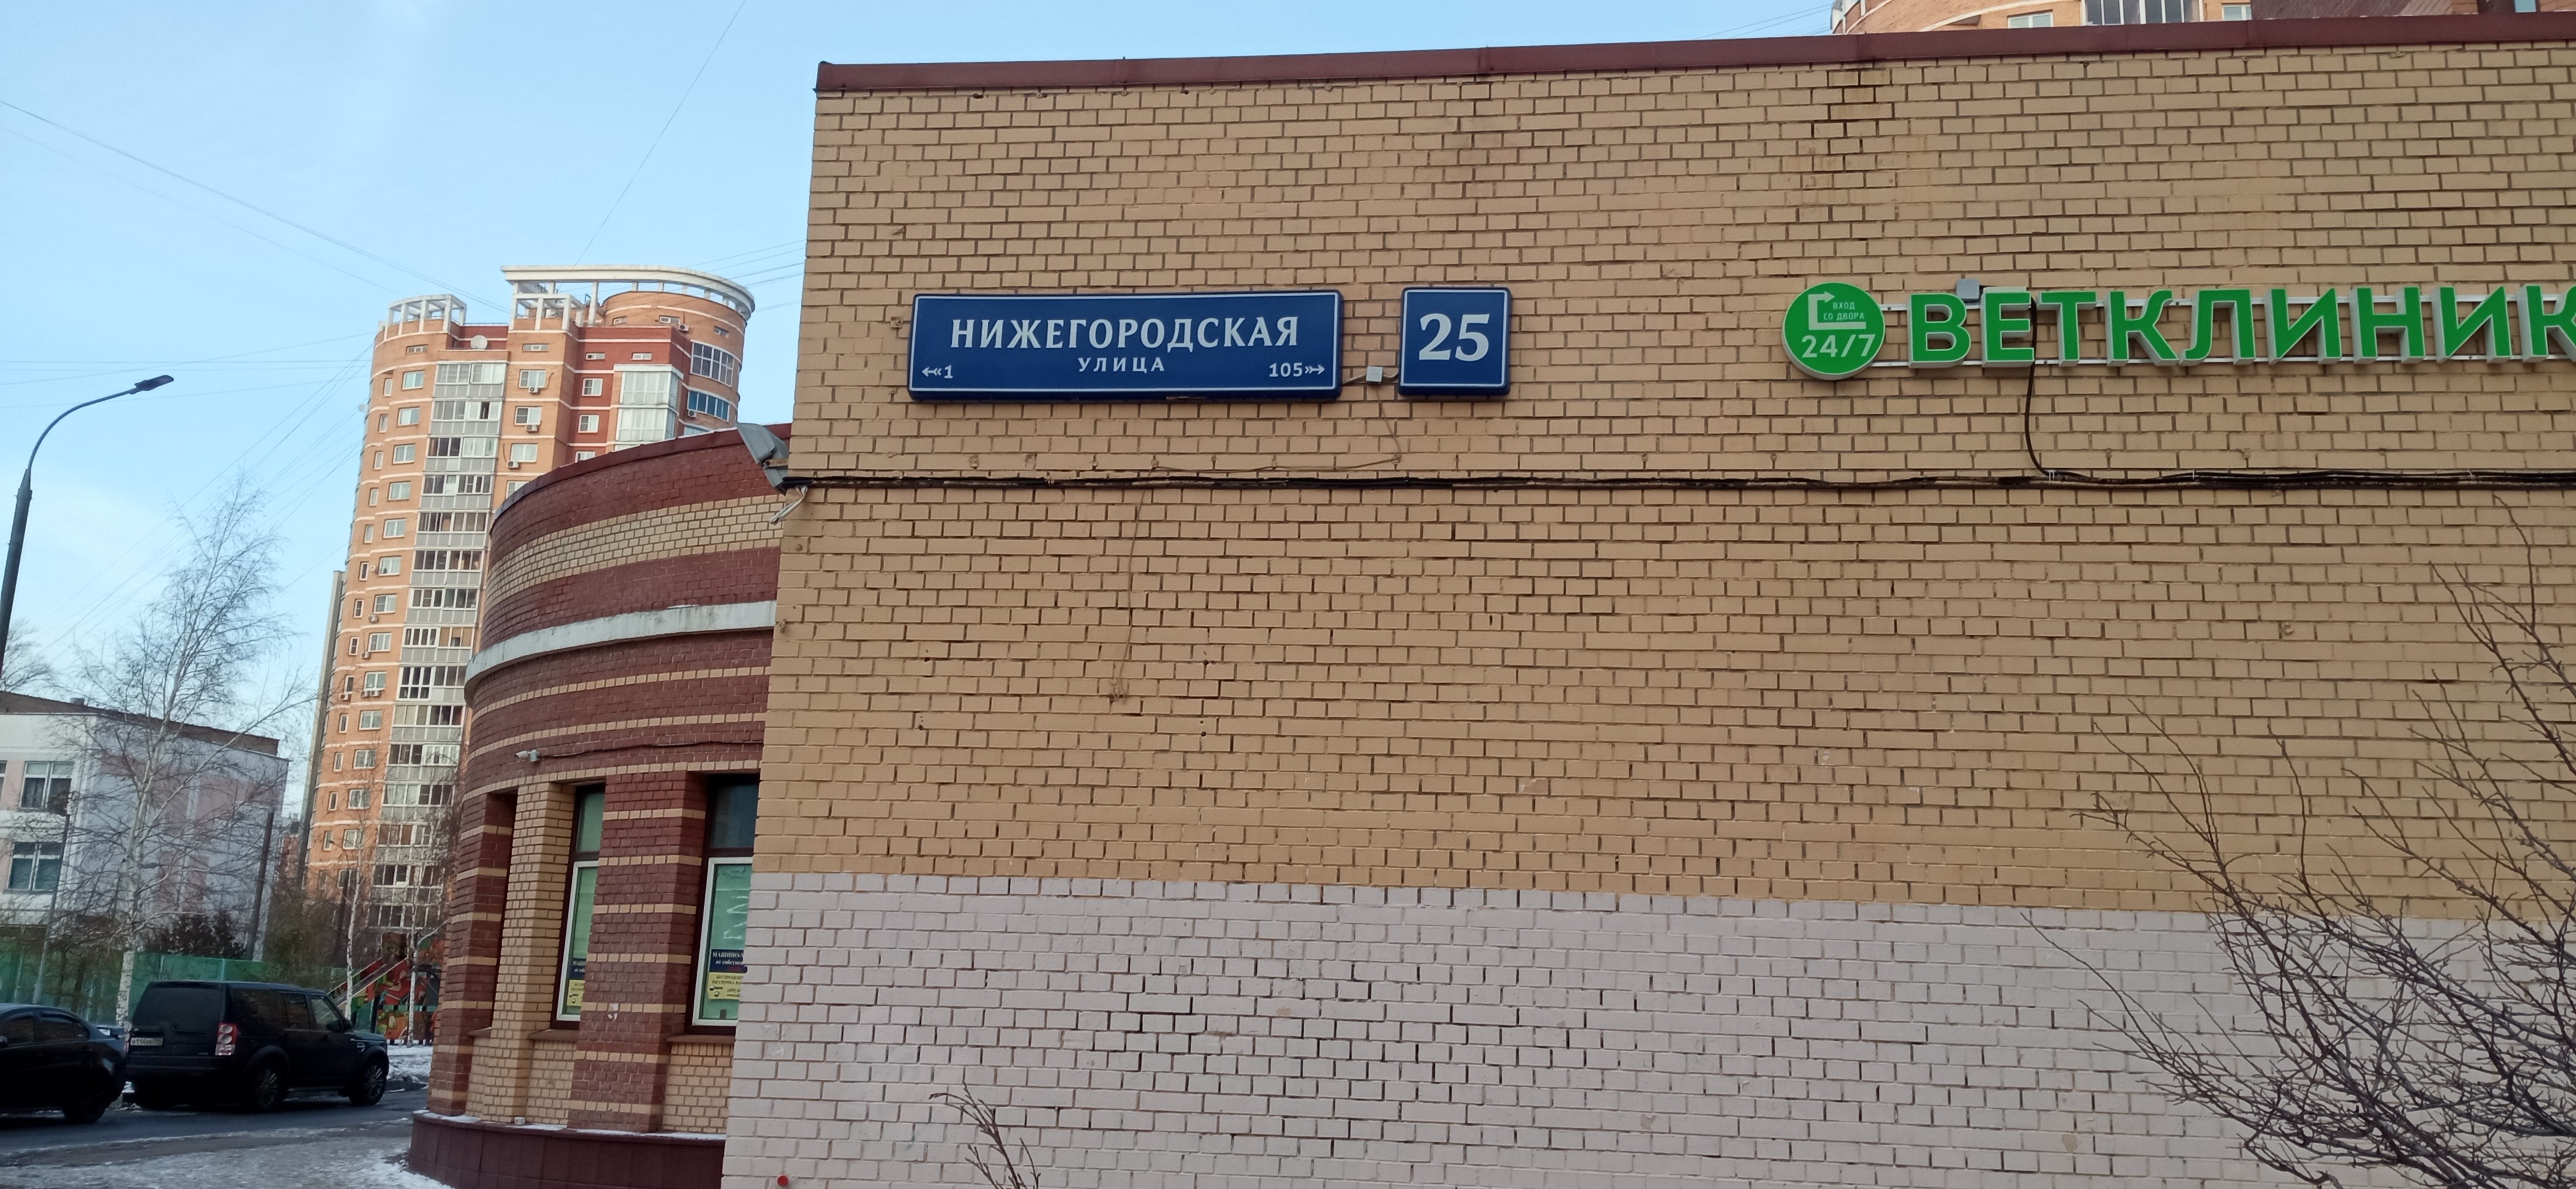 НИЖЕГОРОДСКАЯ
УЛИЦА
1
105
25
ВХОД
СО ДВОРА
24/7
ВЕТКЛИНИК